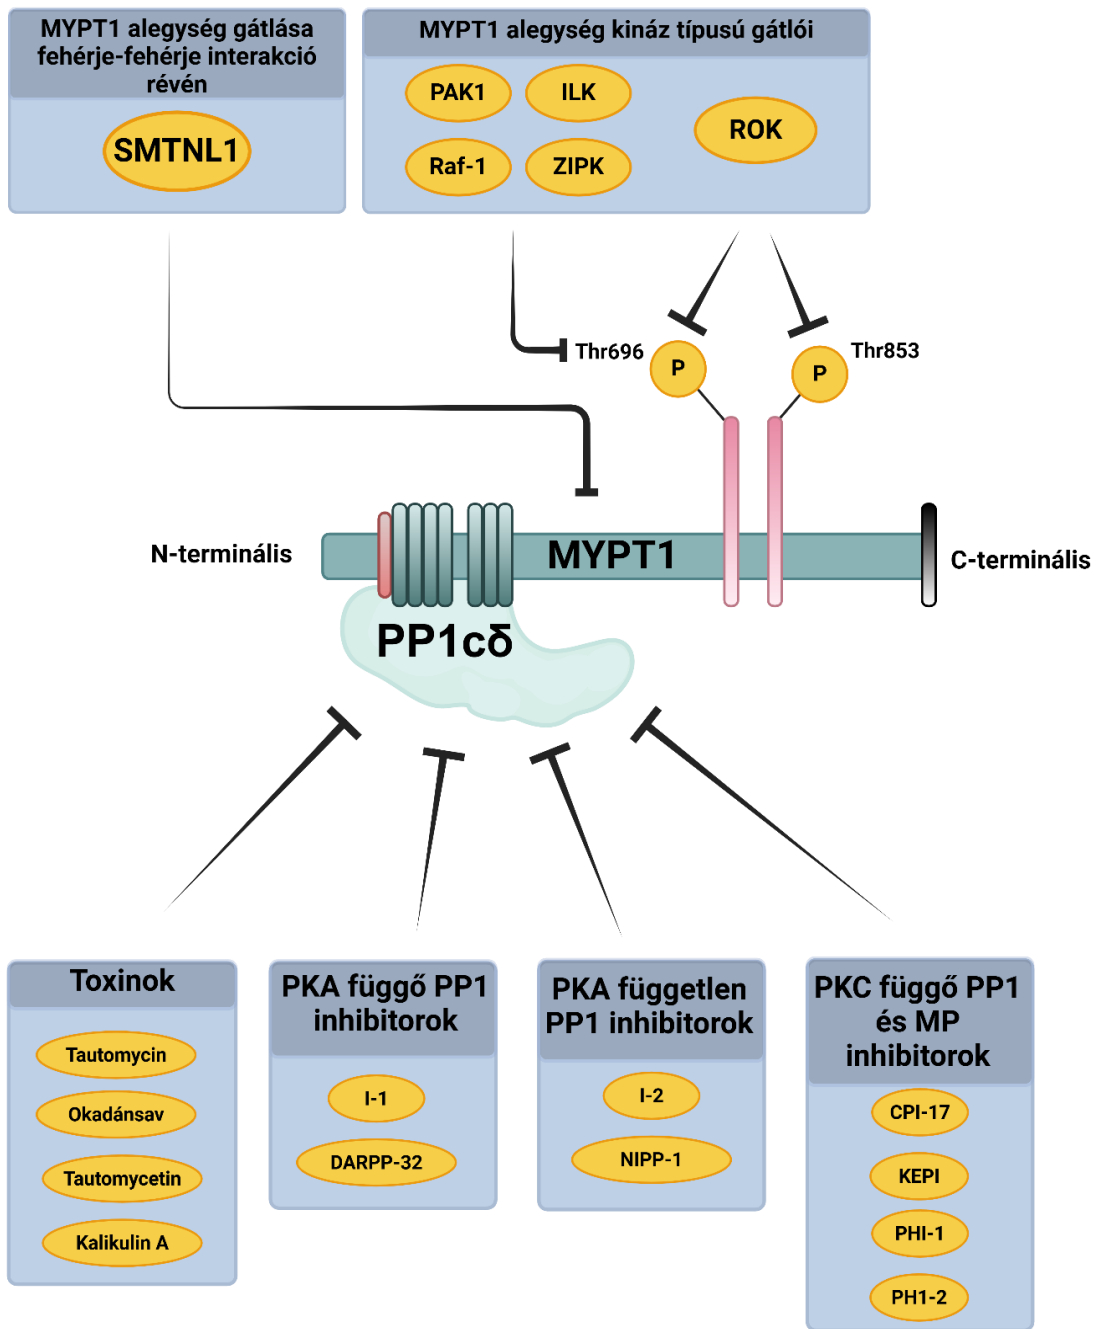 MYPT1 alegység gátlása
fehérje-fehérje interakció
révén
SMTNL1
MYPT1 alegység kináz típusú gátlói
PAK1
ILK
Raf-1
ZIPK
ROK
Thr696
P
P
Thr853
N-terminális
MYPT1
C-terminális
PP1cδ
Toxinok
Tautomycin
Okadánsav
Tautomycetin
Kalikulin A
PKA függő PP1
inhibitorok
I-1
DARPP-32
PKA független
PP1 inhibitorok
I-2
NIPP-1
PKC függő PP1
és MP
inhibitorok
CPI-17
KEPI
PHI-1
PH1-2